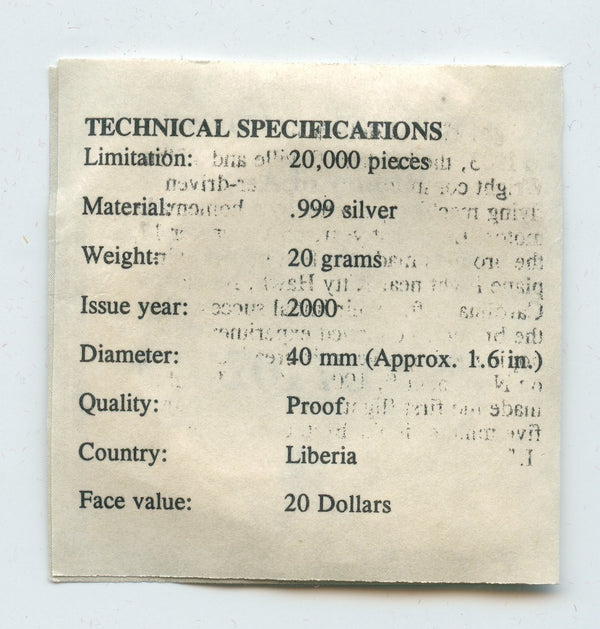 TECHNICAL SPECIFICATIONS
Limitation: 20,000 pieces
Material: .999 silver
Weight: 20 grams
Issue year: 2000
Diameter: 40 mm (Approx. 1.6 in.)
Quality: Proof
Country: Liberia
Face value: 20 Dollars